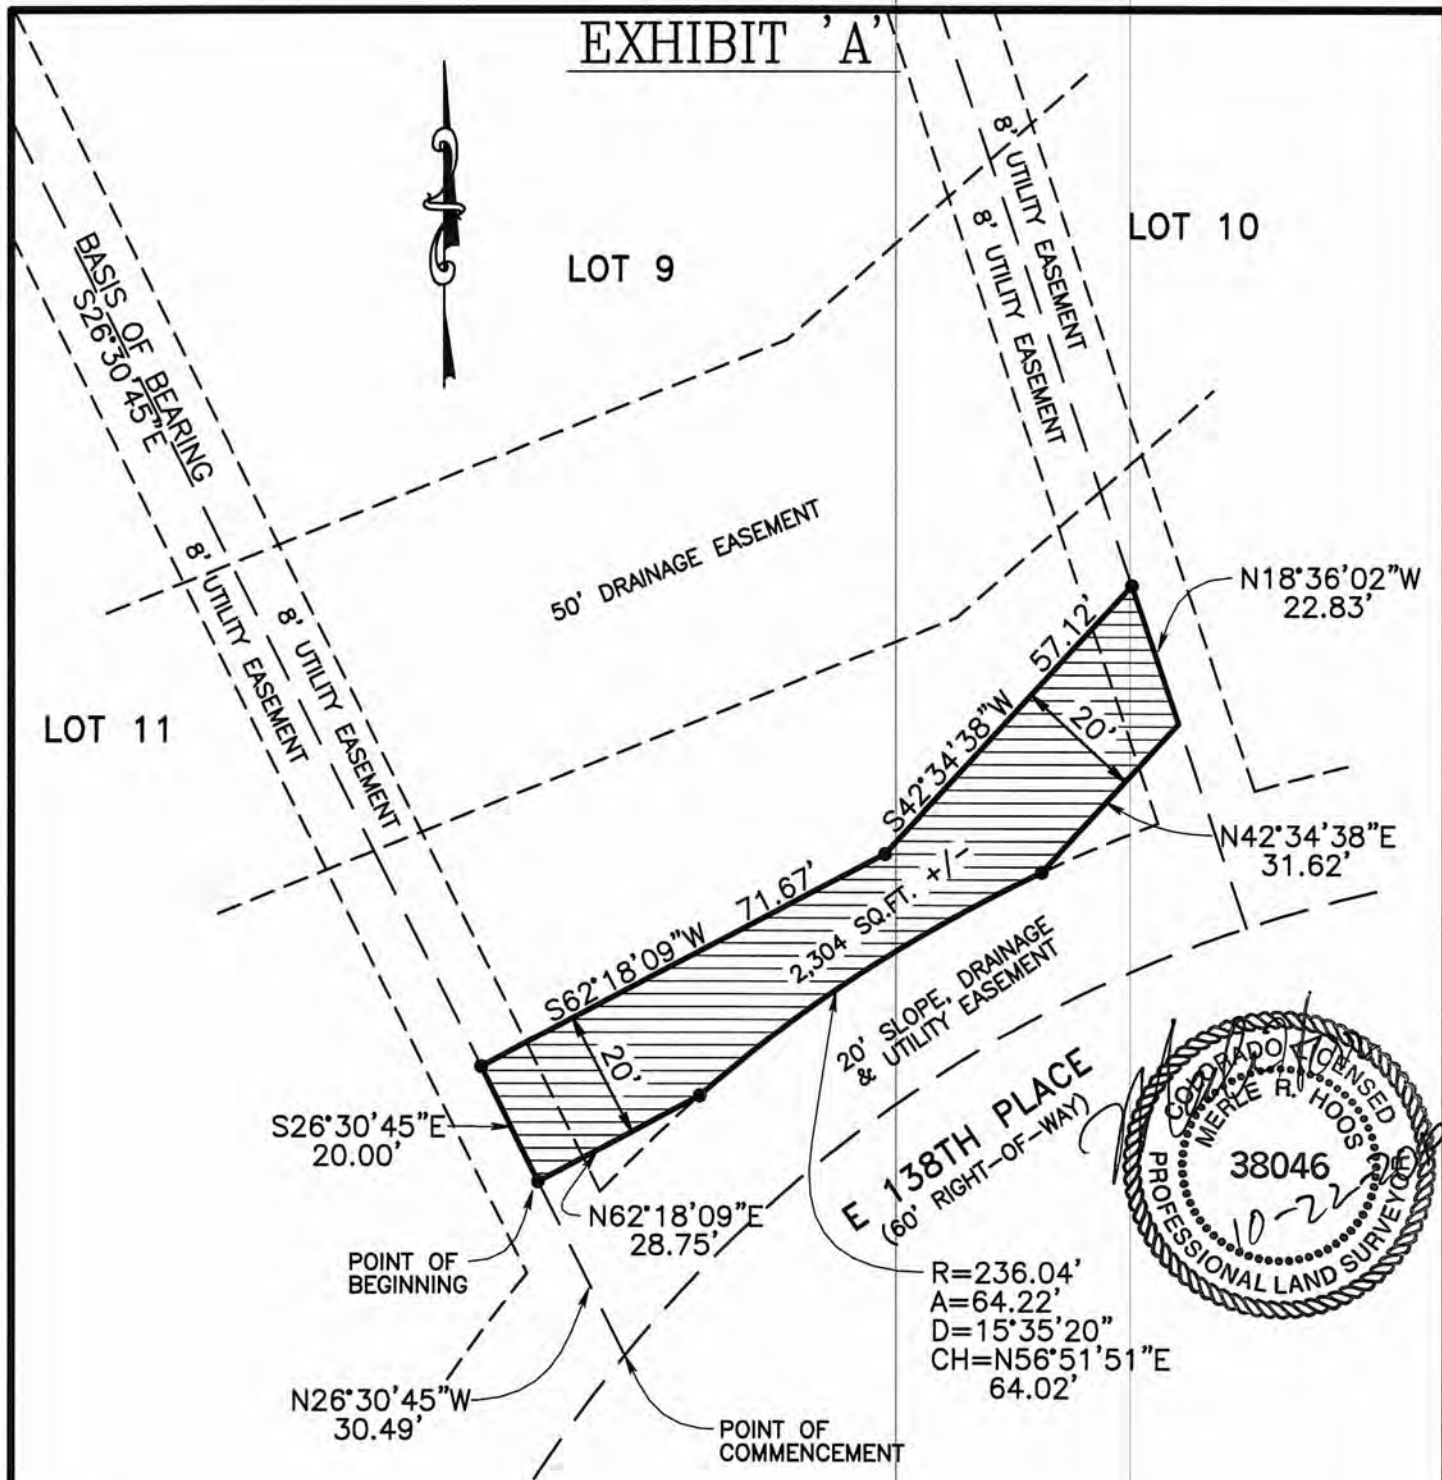 EXHIBIT 'A'
8' UTILITY EASEMENT
8' UTILITY EASEMENT
LOT 10
LOT 9
BASIS OF BEARING
S26°30'45"E
50' DRAINAGE EASEMENT
8' UTILITY EASEMENT
8' UTILITY EASEMENT
LOT 11
N18°36'02"W
22.83'
57.12'
S42°34'38"W
20'
N42°34'38"E
31.62'
71.67'
S62°18'09"W
2,304 SQ.FT. +/-
20'
20' SLOPE, DRAINAGE
& UTILITY EASEMENT
E 138TH PLACE
(60' RIGHT-OF-WAY)
S26°30'45"E
20.00'
N62°18'09"E
28.75'
POINT OF
BEGINNING
R=236.04'
A=64.22'
D=15°35'20"
CH=N56°51'51"E
64.02'
N26°30'45"W
30.49'
POINT OF
COMMENCEMENT
COLORADO LICENSED
MERLE R. HOOS
38046
PROFESSIONAL LAND SURVEYOR